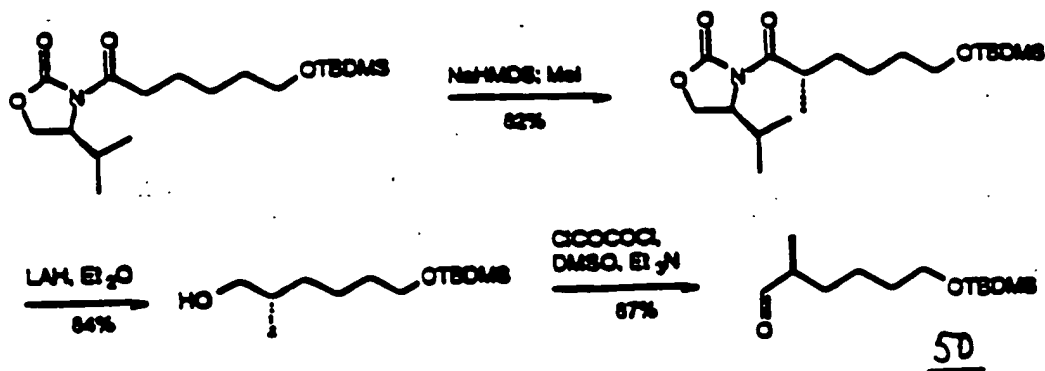 O O
OTBDMS
N
O
NaHMDS; MeI
82%
O O
OTBDMS
N
O
LAH, Et2O
84%
HO
OTBDMS
ClCOCOCl,
DMSO, Et3N
87%
O
OTBDMS
50